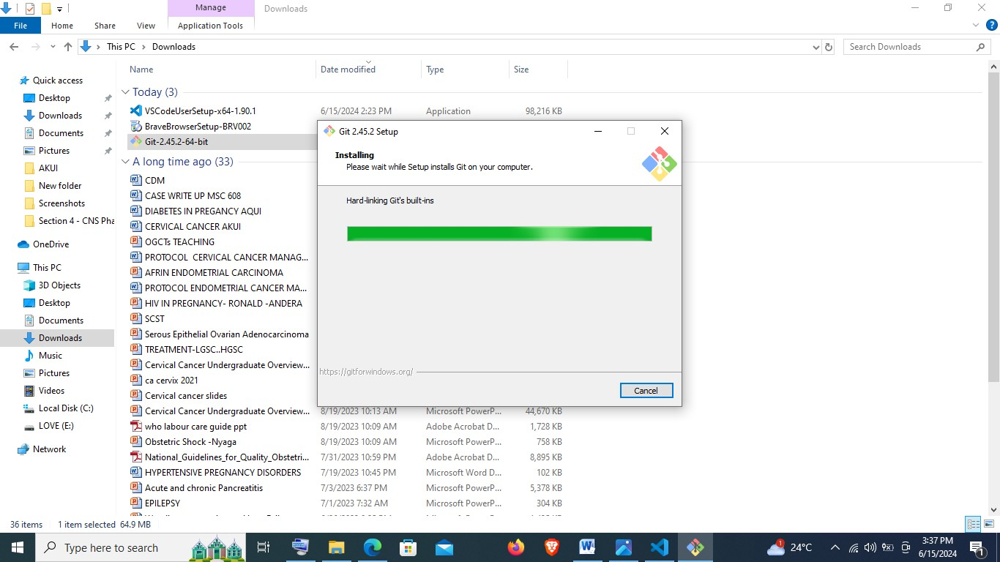 Manage
Downloads
File
Home
Share
View
Application Tools
This PC
Downloads
Search Downloads
Name
Date modified
Type
Size
Quick access
Desktop
Downloads
Documents
Pictures
AKUI
New folder
Screenshots
Section 4 - CNS Pha
OneDrive
This PC
3D Objects
Desktop
Documents
Downloads
Music
Pictures
Videos
Local Disk (C:)
LOVE (E:)
Network
Today (3)
VSCodeUserSetup-x64-1.90.1 6/15/2024 2:23 PM Application 98,216 KB
BraveBrowserSetup-BRV002
Git-2.45.2-64-bit
A long time ago (33)
CDM
CASE WRITE UP MSC 608
DIABETES IN PREGANCY AQUI
CERVICAL CANCER AKUI
OGCTs TEACHING
PROTOCOL CERVICAL CANCER MANAG...
AFRIN ENDOMETRIAL CARCINOMA
PROTOCOL ENDOMETRIAL CANCER MA...
HIV IN PREGNANCY- RONALD -ANDERA
SCST
Serous Epithelial Ovarian Adenocarcinoma
TREATMENT-LGSC..HGSC
Cervical Cancer Undergraduate Overview...
ca cervix 2021
Cervical cancer slides
Cervical Cancer Undergraduate Overview... 8/19/2023 10:13 AM Microsoft PowerP... 44,670 KB
who labour care guide ppt 8/19/2023 10:09 AM Adobe Acrobat D... 1,728 KB
Obstetric Shock -Nyaga 8/19/2023 10:09 AM Microsoft PowerP... 758 KB
National_Guidelines_for_Quality_Obstetri... 7/31/2023 10:59 PM Adobe Acrobat D... 8,895 KB
HYPERTENSIVE PREGNANCY DISORDERS 7/19/2023 10:45 PM Microsoft Word D... 102 KB
Acute and chronic Pancreatitis 7/3/2023 6:37 PM Microsoft PowerP... 5,378 KB
EPILEPSY 7/1/2023 7:32 AM Microsoft PowerP... 304 KB
Git 2.45.2 Setup
Installing
Please wait while Setup installs Git on your computer.
Hard-linking Git's built-ins
https://gitforwindows.org/
Cancel
36 items 1 item selected 64.9 MB
Type here to search
1
24°C
3:37 PM
6/15/2024
1